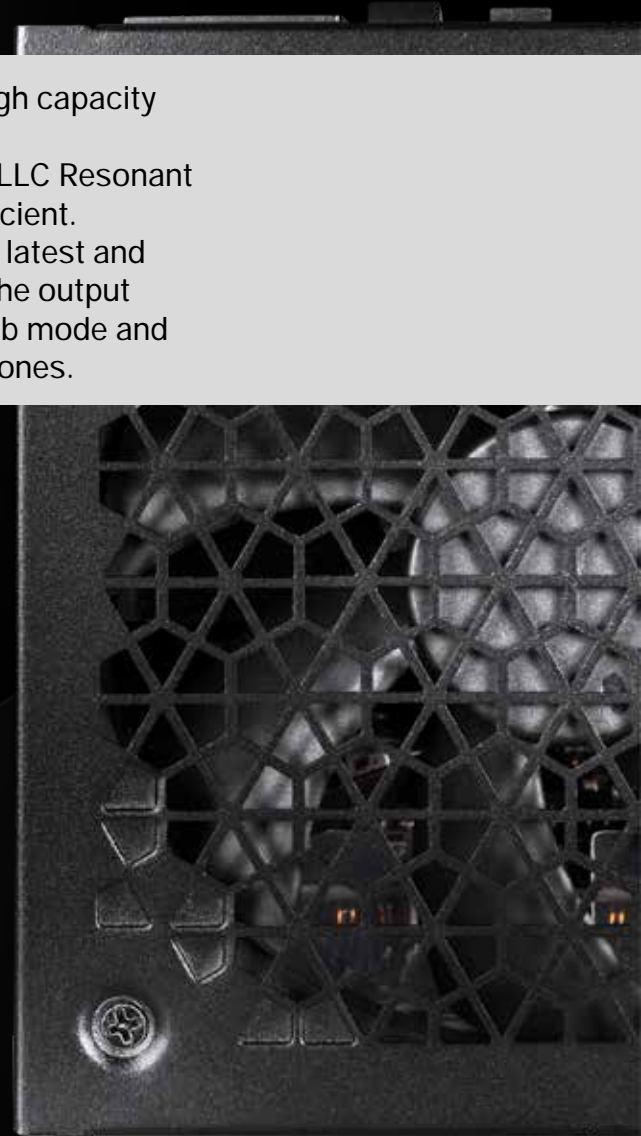 gh capacity
LLC Resonant
cient.
latest and
he output
b mode and
ones.